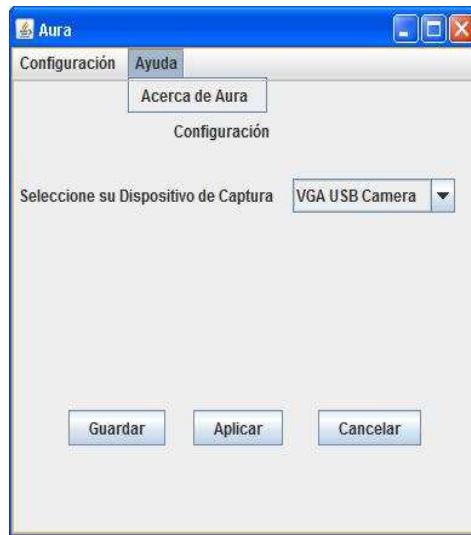 Aura
Configuración Ayuda
Acerca de Aura
Configuración
Seleccione su Dispositivo de Captura VGA USB Camera
Guardar Aplicar Cancelar